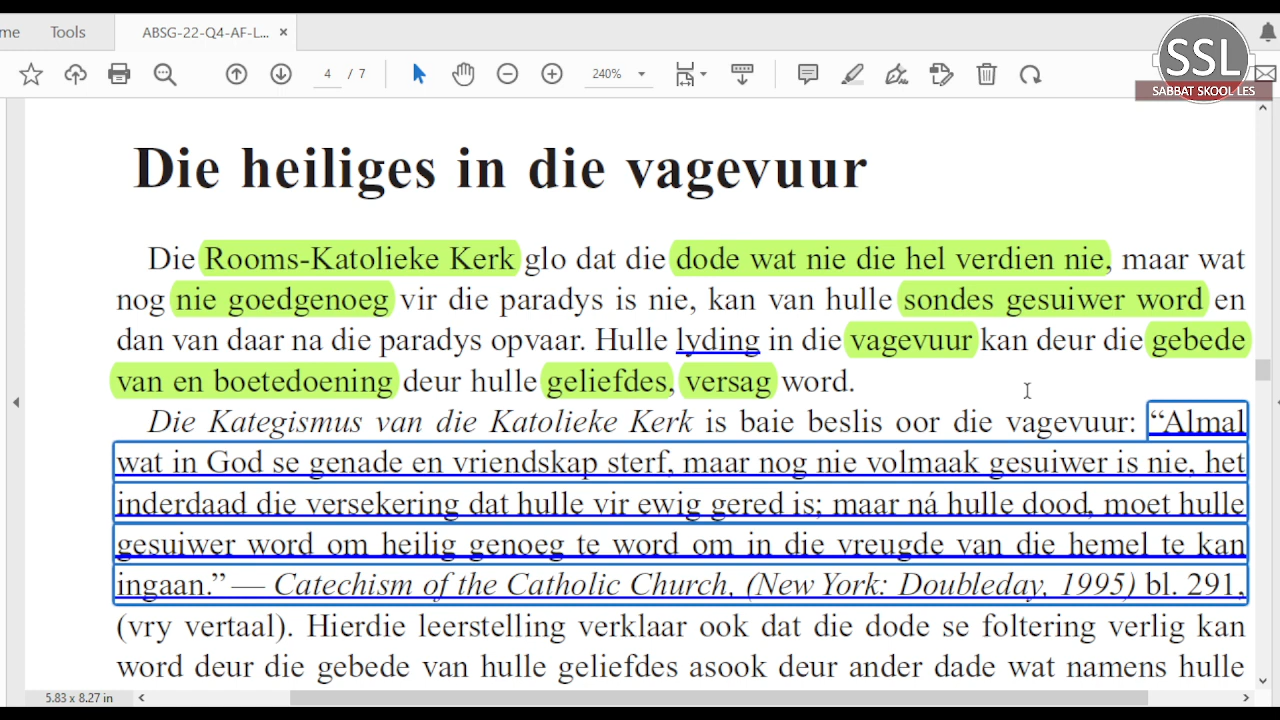 me Tools ABSG-22-Q4-AF-L... ×
SSL
SABBAT SKOOL LES
4 / 7 240%
Die heiliges in die vagevuur
Die Rooms-Katolieke Kerk glo dat die dode wat nie die hel verdien nie, maar wat
nog nie goedgenoeg vir die paradys is nie, kan van hulle sondes gesuiwer word en
dan van daar na die paradys opvaar. Hulle lyding in die vagevuur kan deur die gebede
van en boetedoening deur hulle geliefdes, versag word.
Die Kategismus van die Katolieke Kerk is baie beslis oor die vagevuur: “Almal
wat in God se genade en vriendskap sterf, maar nog nie volmaak gesuiwer is nie, het
inderdaad die versekering dat hulle vir ewig gered is; maar ná hulle dood, moet hulle
gesuiwer word om heilig genoeg te word om in die vreugde van die hemel te kan
ingaan.” — Catechism of the Catholic Church, (New York: Doubleday, 1995) bl. 291,
(vry vertaal). Hierdie leerstelling verklaar ook dat die dode se foltering verlig kan
word deur die gebede van hulle geliefdes asook deur ander dade wat namens hulle
5.83 x 8.27 in